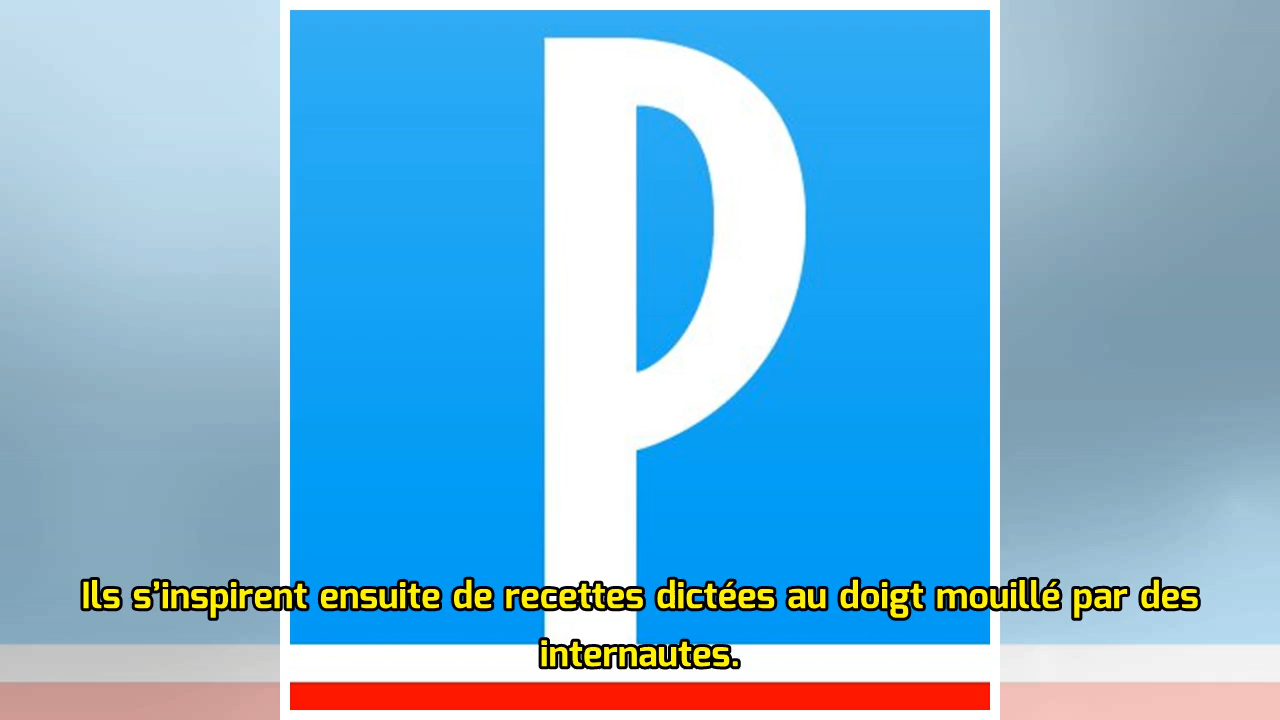 P
Ils s’inspirent ensuite de recettes dictées au doigt mouillé par des
internautes.